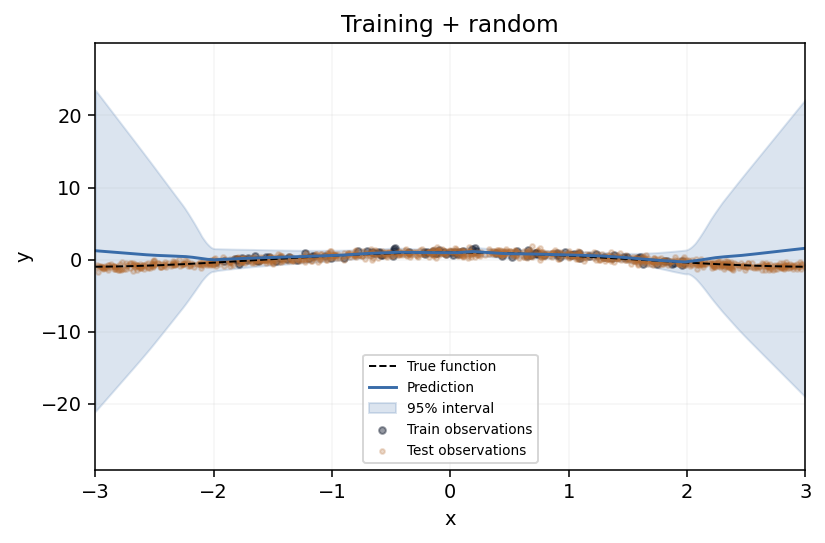 Training + random
y
20
10
0
−10
−20
True function
Prediction
95% interval
Train observations
Test observations
−3 −2 −1 0 1 2 3
x